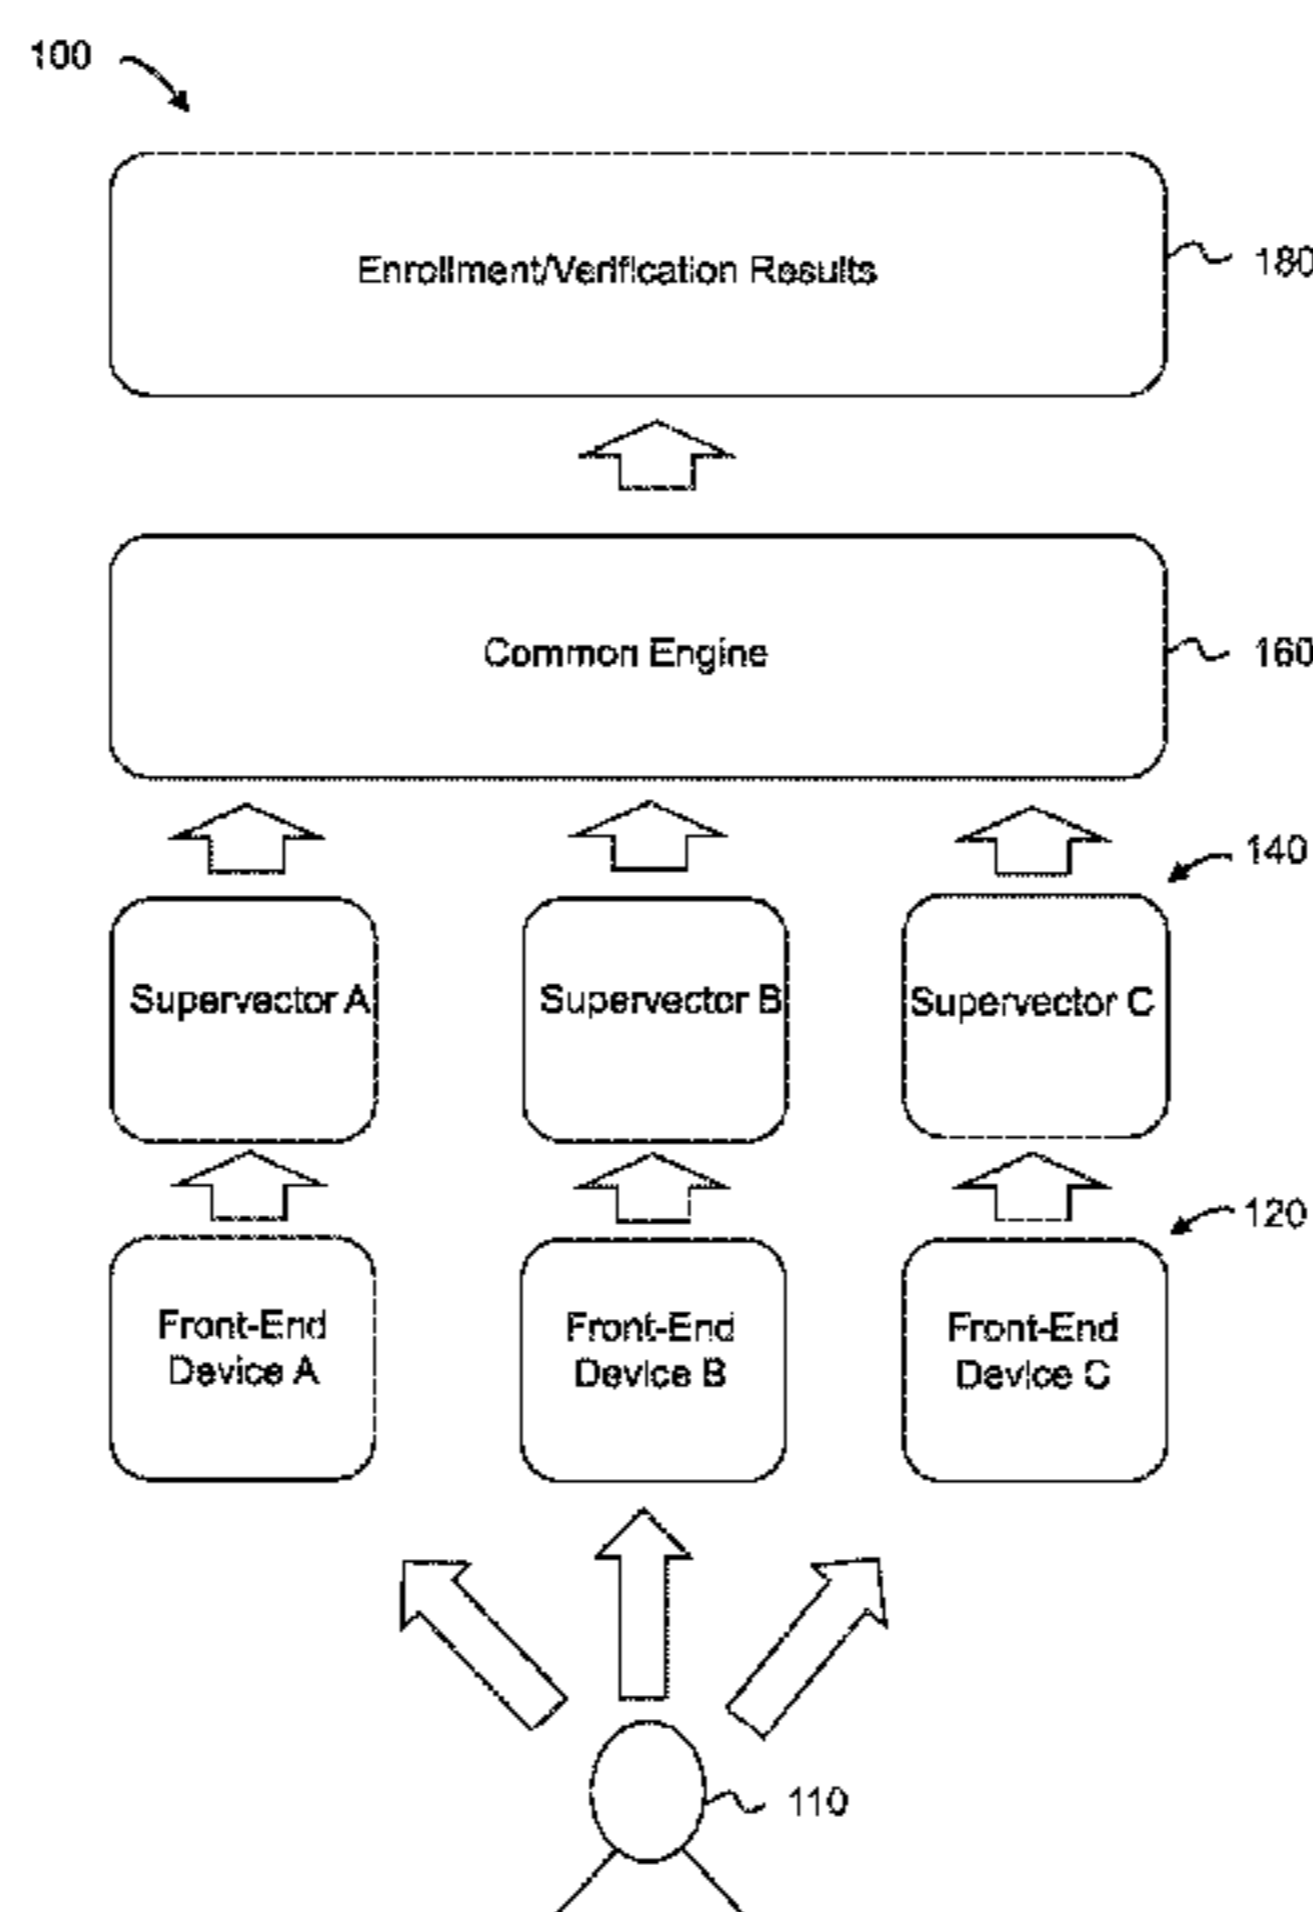 100
Enrollment/Verification Results
180
Common Engine
160
140
Supervector A
Supervector B
Supervector C
120
Front-End
Device A
Front-End
Device B
Front-End
Device C
110